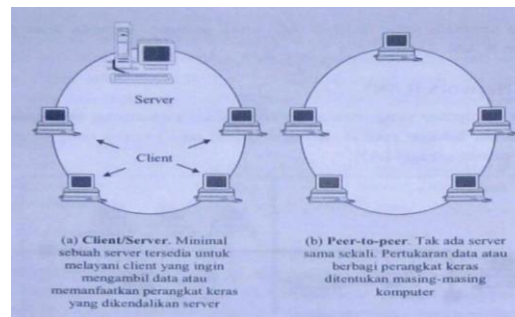 Server
Client
(a) Client/Server. Minimal
sebuah server tersedia untuk
melayani client yang ingin
mengambil data atau
memanfaatkan perangkat keras
yang dikendalikan server
(b) Peer-to-peer. Tak ada server
sama sekali. Pertukaran data atau
berbagi perangkat keras
ditentukan masing-masing
komputer